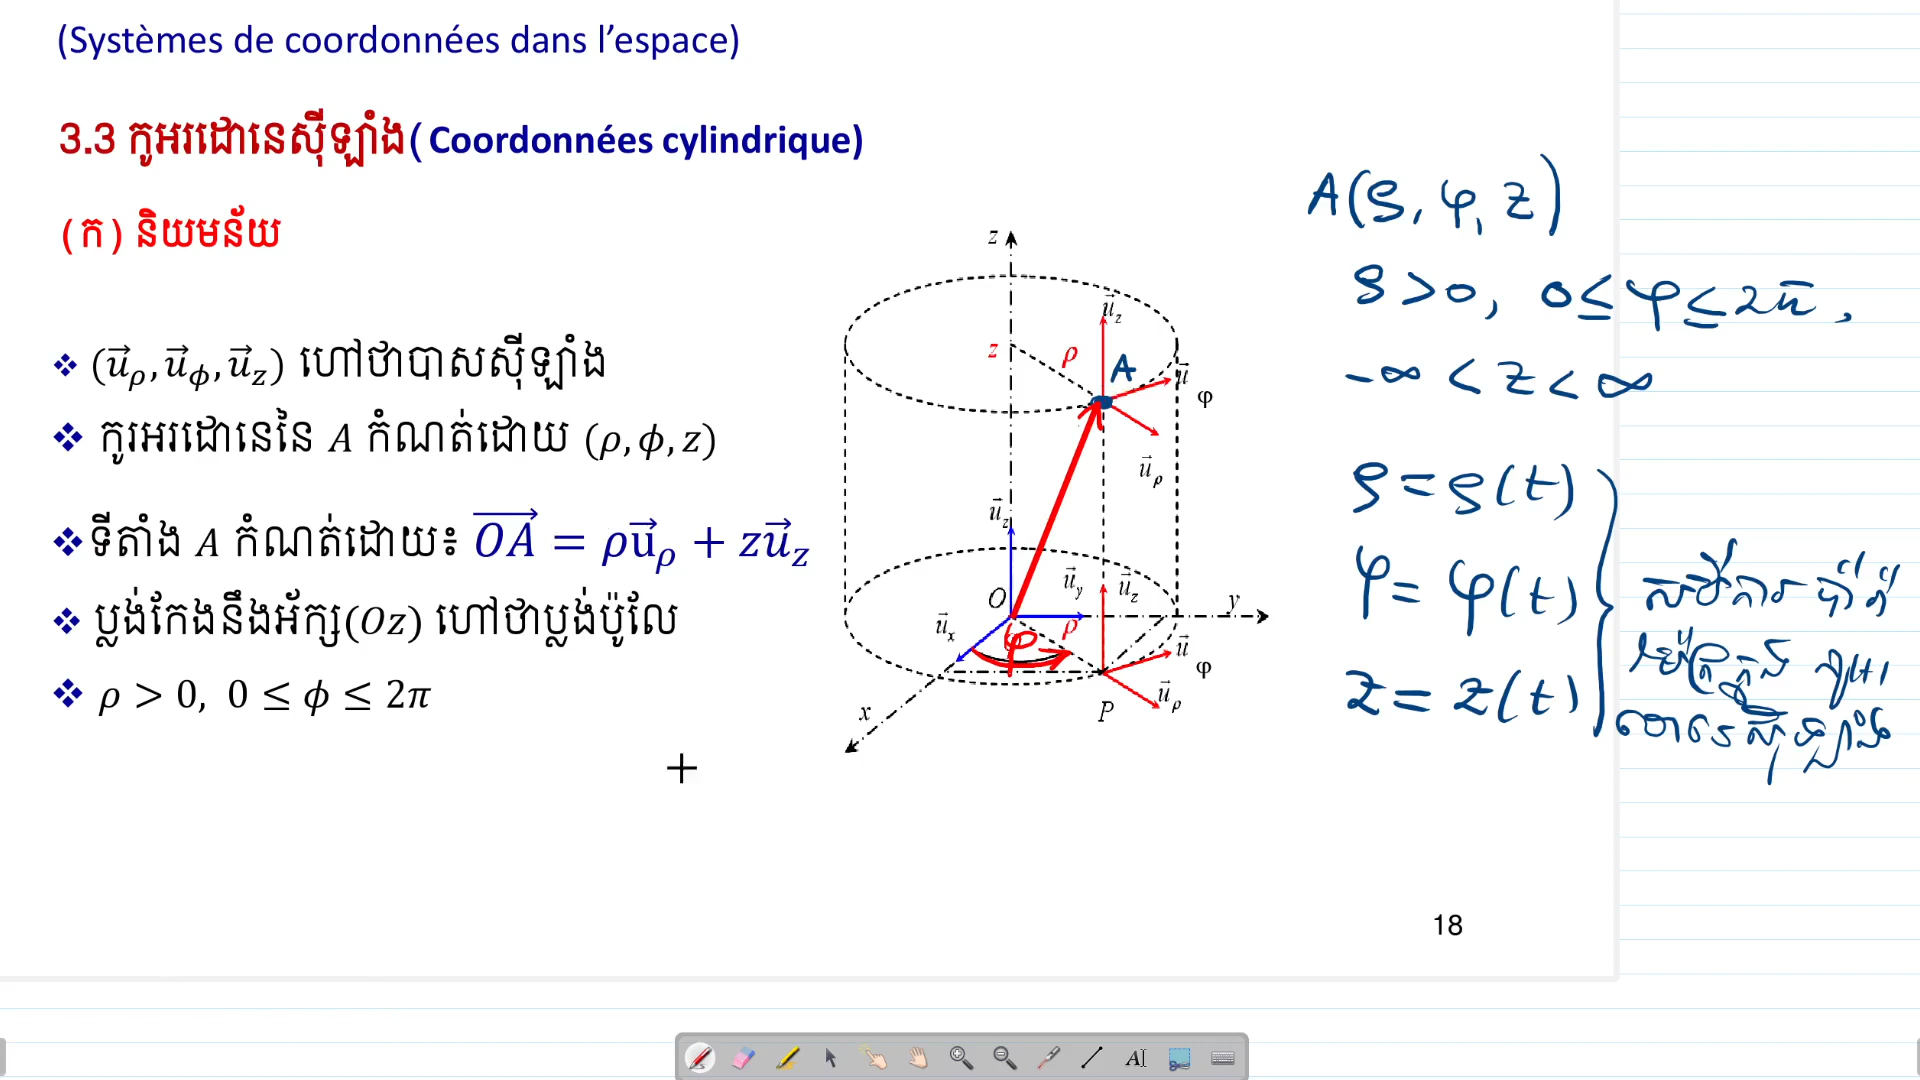 (Systèmes de coordonnées dans l’espace)
3.3 កូអរដោនេស៊ីឡាំង( Coordonnées cylindrique)
(ក) និយមន័យ
❖ (u⃗ρ, u⃗ϕ, u⃗z) ហៅថាបាសស៊ីឡាំង
❖ កូរអរដោនេនៃ A កំណត់ដោយ (ρ, ϕ, z)
❖ ទីតាំង A កំណត់ដោយ៖ OA⃗ = ρu⃗ρ + zu⃗z
❖ ប្លង់កែងនឹងអ័ក្ស(Oz) ហៅថាប្លង់ប៉ូលែ
❖ ρ > 0, 0 ≤ ϕ ≤ 2π
z
u⃗z
z
ρ
A
u⃗
φ
u⃗ρ
u⃗z
O
u⃗y
u⃗z
y
u⃗x
φ
ρ
u⃗
φ
u⃗ρ
x
P
A(ρ, φ, z)
ρ > 0, 0 ≤ φ ≤ 2π,
-∞ < z < ∞
ρ = ρ(t)
φ = φ(t)
z = z(t)
18